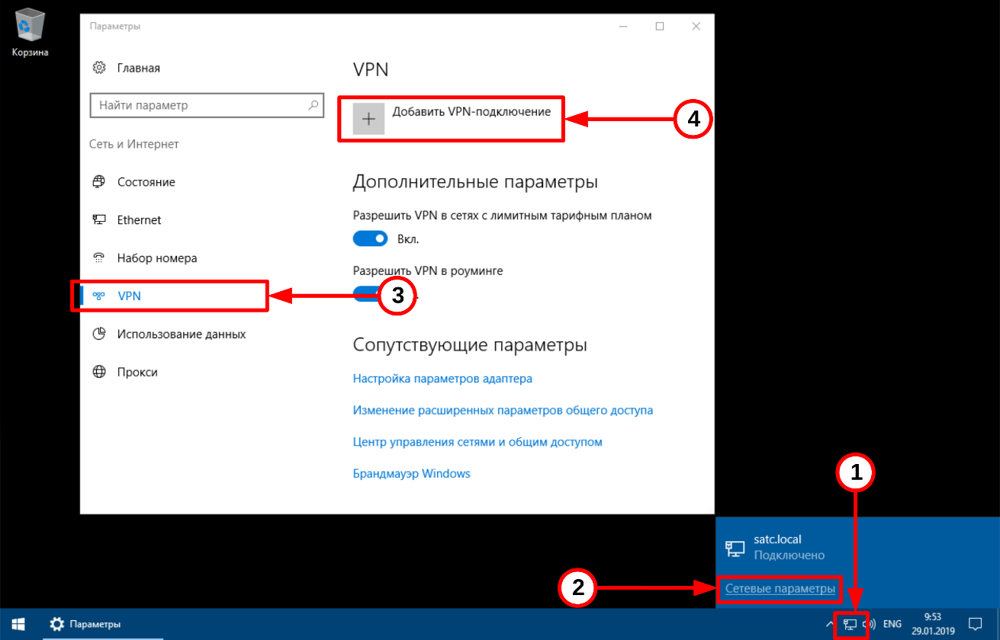 Корзина
Параметры
Главная
Найти параметр
Сеть и Интернет
Состояние
Ethernet
Набор номера
VPN
Использование данных
Прокси
VPN
Добавить VPN-подключение
4
Дополнительные параметры
Разрешить VPN в сетях с лимитным тарифным планом
Вкл.
Разрешить VPN в роуминге
3
Сопутствующие параметры
Настройка параметров адаптера
Изменение расширенных параметров общего доступа
Центр управления сетями и общим доступом
Брандмауэр Windows
1
satc.local
Подключено
2
Сетевые параметры
Параметры
ENG
9:53
29.01.2019